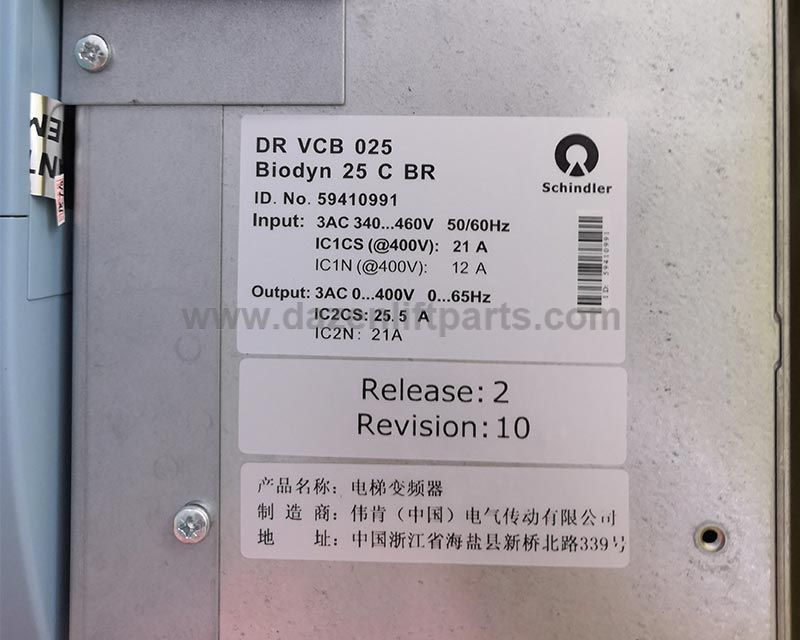 DR VCB 025
Biodyn 25 C BR
Schindler
ID. No. 59410991
Input: 3AC 340...460V 50/60Hz
IC1CS (@400V): 21 A
IC1N (@400V): 12 A
ID: 59410991
Output: 3AC 0...400V 0...65Hz
IC2CS: 25.5 A
IC2N: 21A
www.dazenliftparts.com
Release: 2
Revision: 10
产品名称: 电梯变频器
制造商: 伟肯（中国）电气传动有限公司
地址: 中国浙江省海盐县新桥北路339号